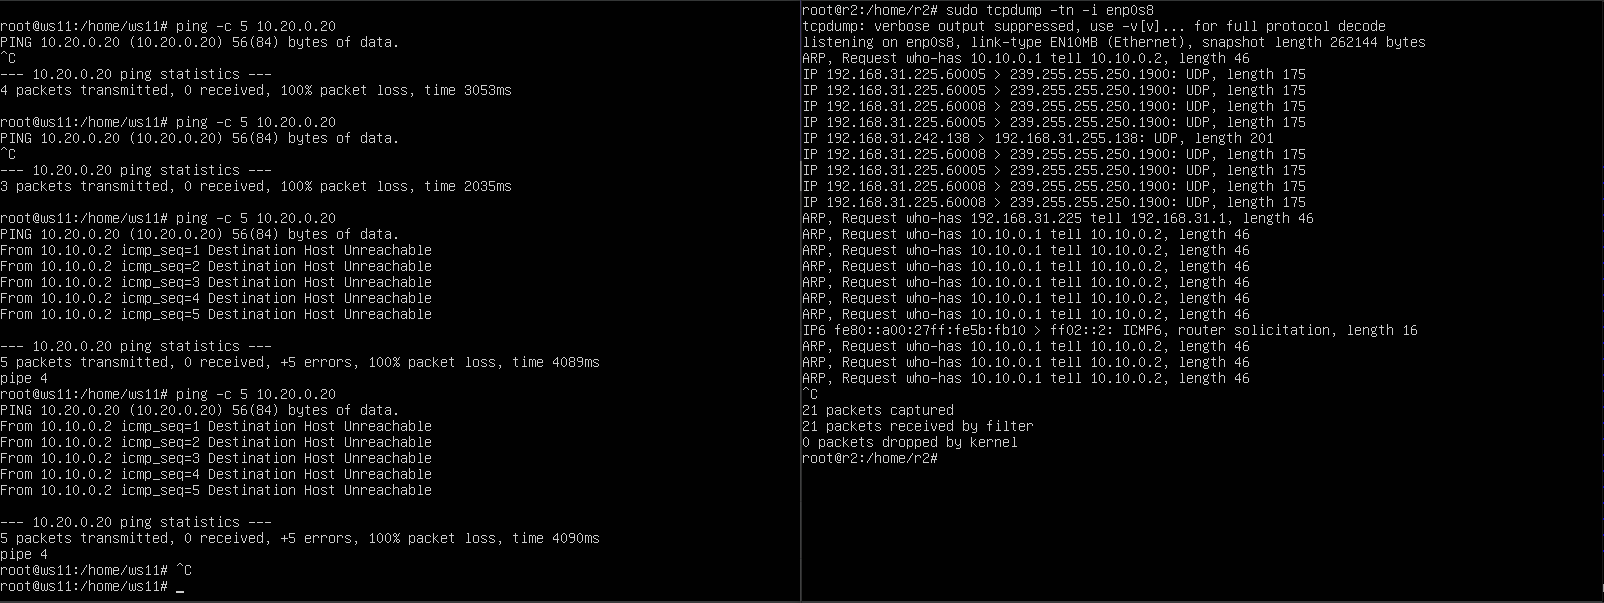 root@ws11:/home/ws11# ping -c 5 10.20.0.20
PING 10.20.0.20 (10.20.0.20) 56(84) bytes of data.
^C
--- 10.20.0.20 ping statistics ---
4 packets transmitted, 0 received, 100% packet loss, time 3053ms
root@ws11:/home/ws11# ping -c 5 10.20.0.20
PING 10.20.0.20 (10.20.0.20) 56(84) bytes of data.
^C
--- 10.20.0.20 ping statistics ---
3 packets transmitted, 0 received, 100% packet loss, time 2035ms
root@ws11:/home/ws11# ping -c 5 10.20.0.20
PING 10.20.0.20 (10.20.0.20) 56(84) bytes of data.
From 10.10.0.2 icmp_seq=1 Destination Host Unreachable
From 10.10.0.2 icmp_seq=2 Destination Host Unreachable
From 10.10.0.2 icmp_seq=3 Destination Host Unreachable
From 10.10.0.2 icmp_seq=4 Destination Host Unreachable
From 10.10.0.2 icmp_seq=5 Destination Host Unreachable
--- 10.20.0.20 ping statistics ---
5 packets transmitted, 0 received, +5 errors, 100% packet loss, time 4089ms
pipe 4
root@ws11:/home/ws11# ping -c 5 10.20.0.20
PING 10.20.0.20 (10.20.0.20) 56(84) bytes of data.
From 10.10.0.2 icmp_seq=1 Destination Host Unreachable
From 10.10.0.2 icmp_seq=2 Destination Host Unreachable
From 10.10.0.2 icmp_seq=3 Destination Host Unreachable
From 10.10.0.2 icmp_seq=4 Destination Host Unreachable
From 10.10.0.2 icmp_seq=5 Destination Host Unreachable
--- 10.20.0.20 ping statistics ---
5 packets transmitted, 0 received, +5 errors, 100% packet loss, time 4090ms
pipe 4
root@ws11:/home/ws11# ^C
root@ws11:/home/ws11# _
root@r2:/home/r2# sudo tcpdump -tn -i enp0s8
tcpdump: verbose output suppressed, use -v[v]... for full protocol decode
listening on enp0s8, link-type EN10MB (Ethernet), snapshot length 262144 bytes
ARP, Request who-has 10.10.0.1 tell 10.10.0.2, length 46
IP 192.168.31.225.60005 > 239.255.255.250.1900: UDP, length 175
IP 192.168.31.225.60005 > 239.255.255.250.1900: UDP, length 175
IP 192.168.31.225.60008 > 239.255.255.250.1900: UDP, length 175
IP 192.168.31.225.60005 > 239.255.255.250.1900: UDP, length 175
IP 192.168.31.242.138 > 192.168.31.255.138: UDP, length 201
IP 192.168.31.225.60008 > 239.255.255.250.1900: UDP, length 175
IP 192.168.31.225.60005 > 239.255.255.250.1900: UDP, length 175
IP 192.168.31.225.60008 > 239.255.255.250.1900: UDP, length 175
IP 192.168.31.225.60008 > 239.255.255.250.1900: UDP, length 175
ARP, Request who-has 192.168.31.225 tell 192.168.31.1, length 46
ARP, Request who-has 10.10.0.1 tell 10.10.0.2, length 46
ARP, Request who-has 10.10.0.1 tell 10.10.0.2, length 46
ARP, Request who-has 10.10.0.1 tell 10.10.0.2, length 46
ARP, Request who-has 10.10.0.1 tell 10.10.0.2, length 46
ARP, Request who-has 10.10.0.1 tell 10.10.0.2, length 46
ARP, Request who-has 10.10.0.1 tell 10.10.0.2, length 46
IP6 fe80::a00:27ff:fe5b:fb10 > ff02::2: ICMP6, router solicitation, length 16
ARP, Request who-has 10.10.0.1 tell 10.10.0.2, length 46
ARP, Request who-has 10.10.0.1 tell 10.10.0.2, length 46
ARP, Request who-has 10.10.0.1 tell 10.10.0.2, length 46
^C
21 packets captured
21 packets received by filter
0 packets dropped by kernel
root@r2:/home/r2#